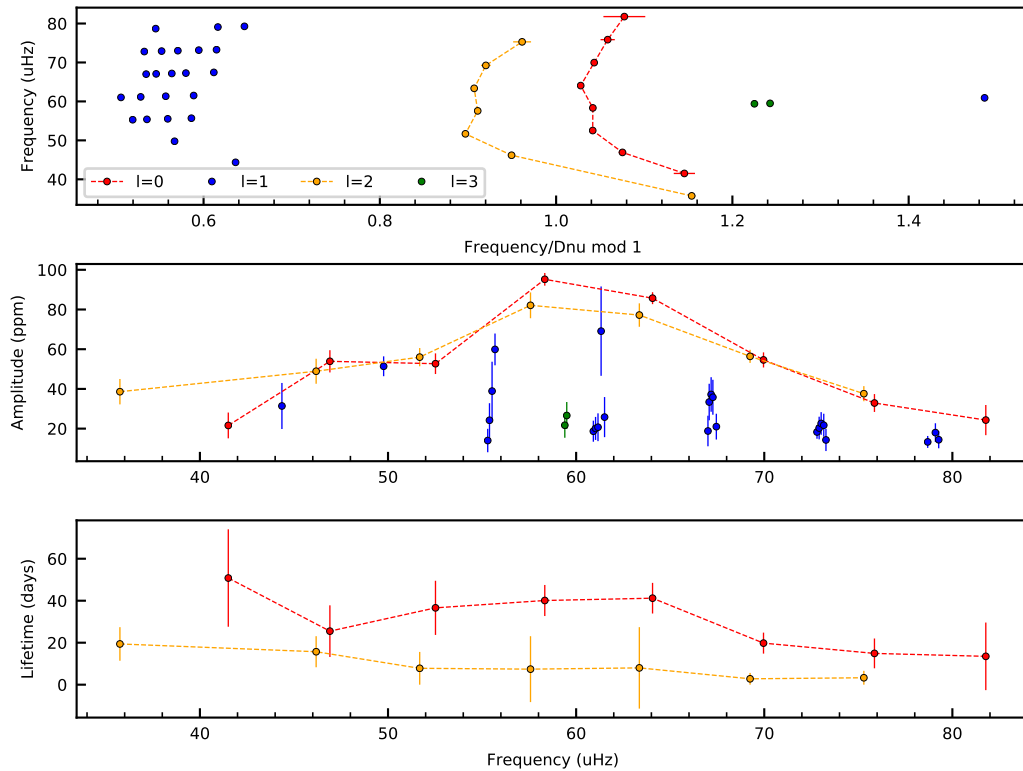 80
70
60
50
40
Frequency (uHz)
l=0 l=1 l=2 l=3
0.6 0.8 1.0 1.2 1.4
Frequency/Dnu mod 1
100
80
60
40
20
Amplitude (ppm)
40 50 60 70 80
60
40
20
0
Lifetime (days)
40 50 60 70 80
Frequency (uHz)